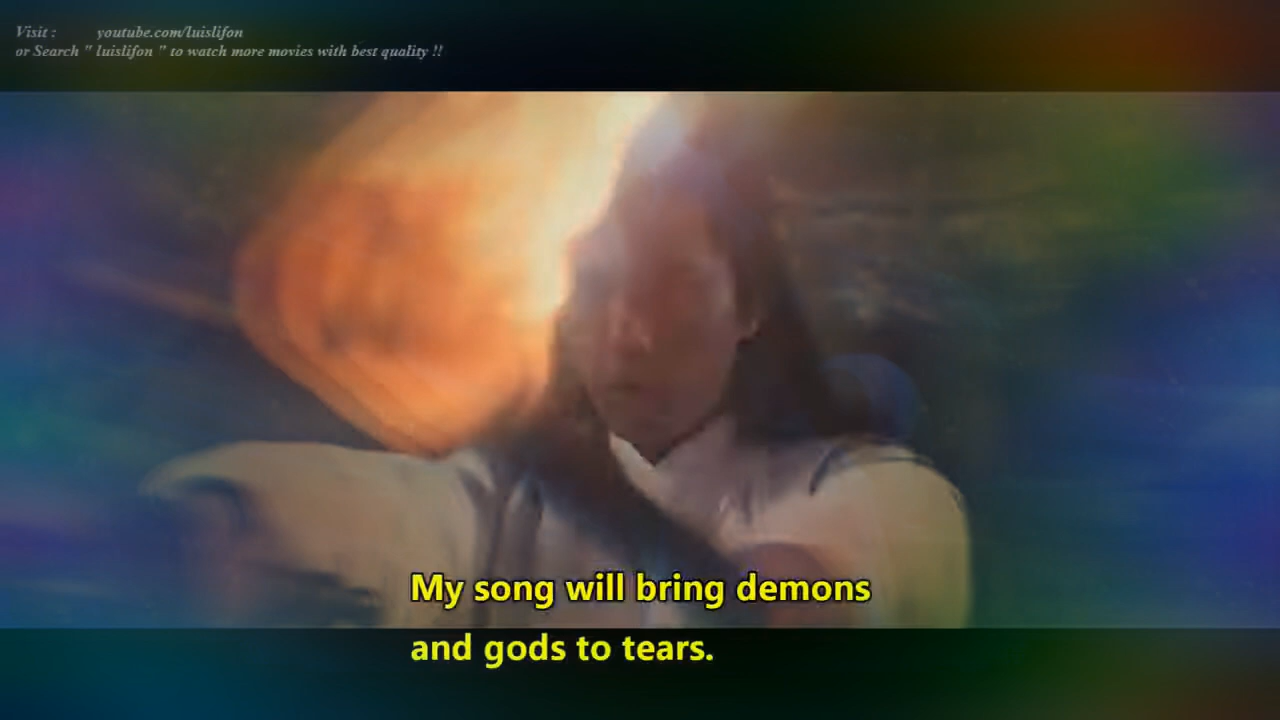 Visit : youtube.com/luislifon
or Search " luislifon " to watch more movies with best quality !!
My song will bring demons
and gods to tears.